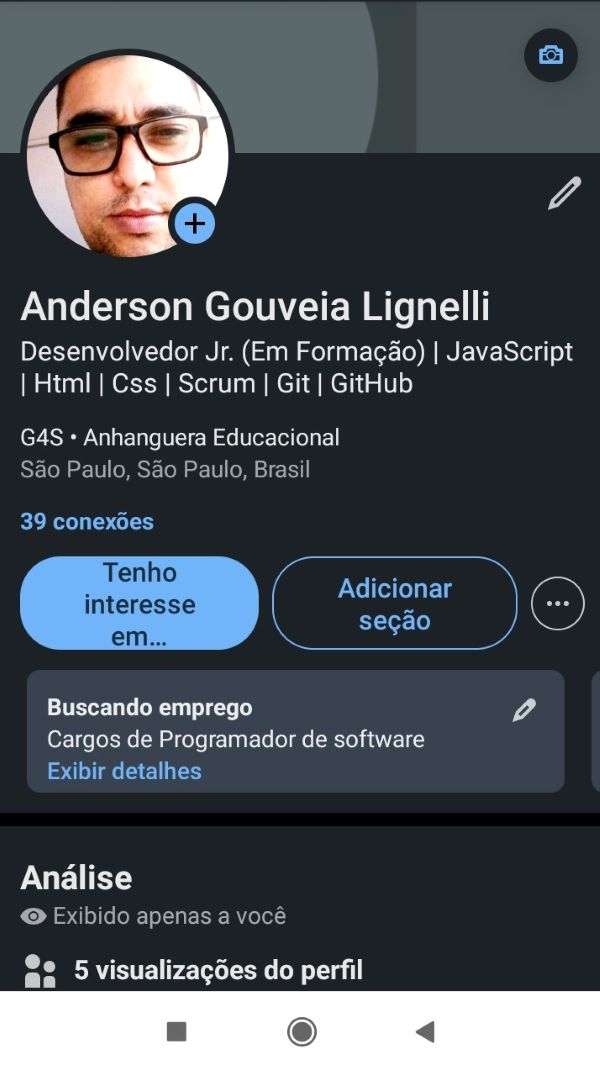 Anderson Gouveia Lignelli
Desenvolvedor Jr. (Em Formação) | JavaScript
| Html | Css | Scrum | Git | GitHub
G4S • Anhanguera Educacional
São Paulo, São Paulo, Brasil
39 conexões
Tenho
interesse
em...
Adicionar
seção
Buscando emprego
Cargos de Programador de software
Exibir detalhes
Análise
Exibido apenas a você
5 visualizações do perfil